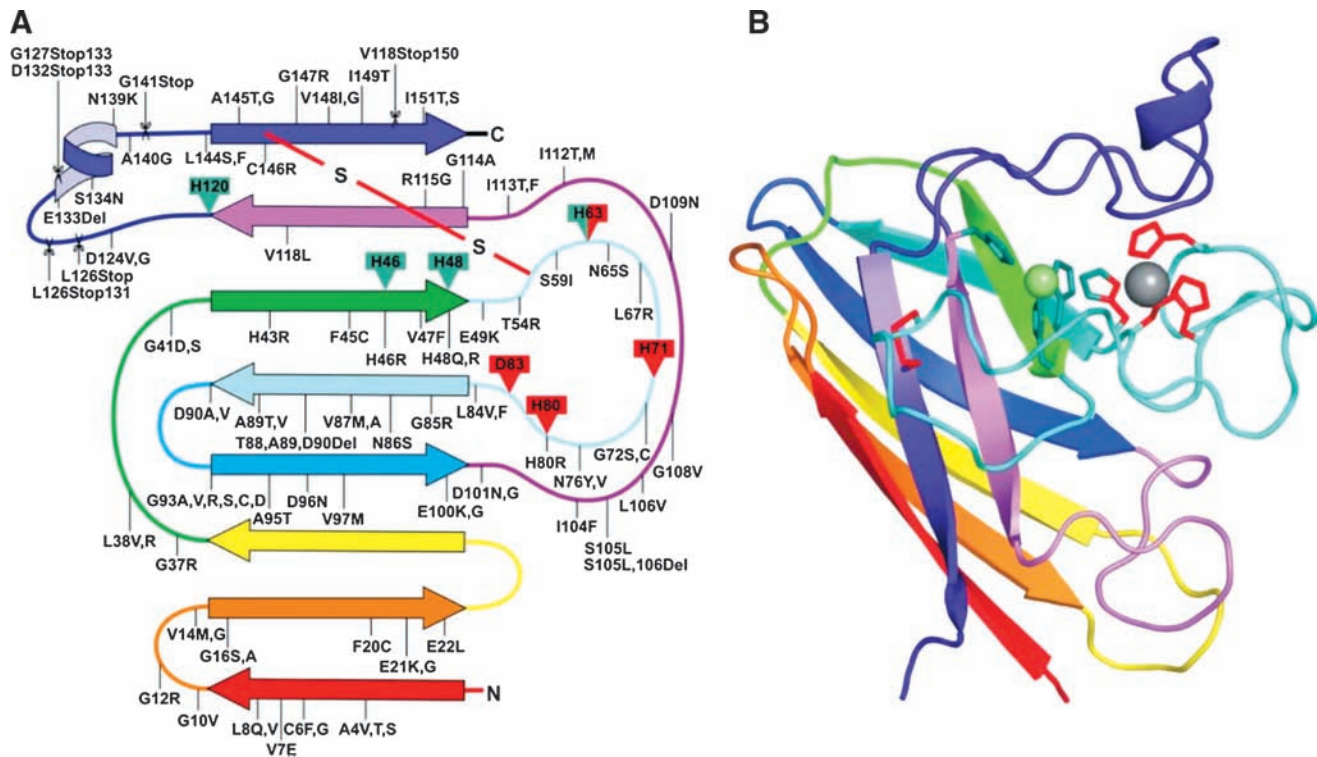 A
B
G127Stop133
D132Stop133
G141Stop
N139K
A145T,G
G147R
V148I,G
I149T
V118Stop150
I151T,S
C
A140G
L144S,F
C146R
S
G114A
R115G
I113T,F
I112T,M
S134N
E133Del
H120
D109N
H63
D124V,G
L126Stop
L126Stop131
V118L
H46
H48
S
S59I
N65S
L67R
G41D,S
H43R
F45C
H46R
V47F
H48Q,R
E49K
T54R
D83
H71
H80
D90A,V
A89T,V
T88,A89,D90Del
V87M,A
N86S
G85R
L84V,F
H80R
N76Y,V
G72S,C
G108V
G93A,V,R,S,C,D
A95T
D96N
V97M
E100K,G
D101N,G
I104F
L106V
S105L
S105L,106Del
L38V,R
G37R
V14M,G
G16S,A
F20C
E21K,G
E22L
G12R
G10V
L8Q,V
V7E
C6F,G
A4V,T,S
N